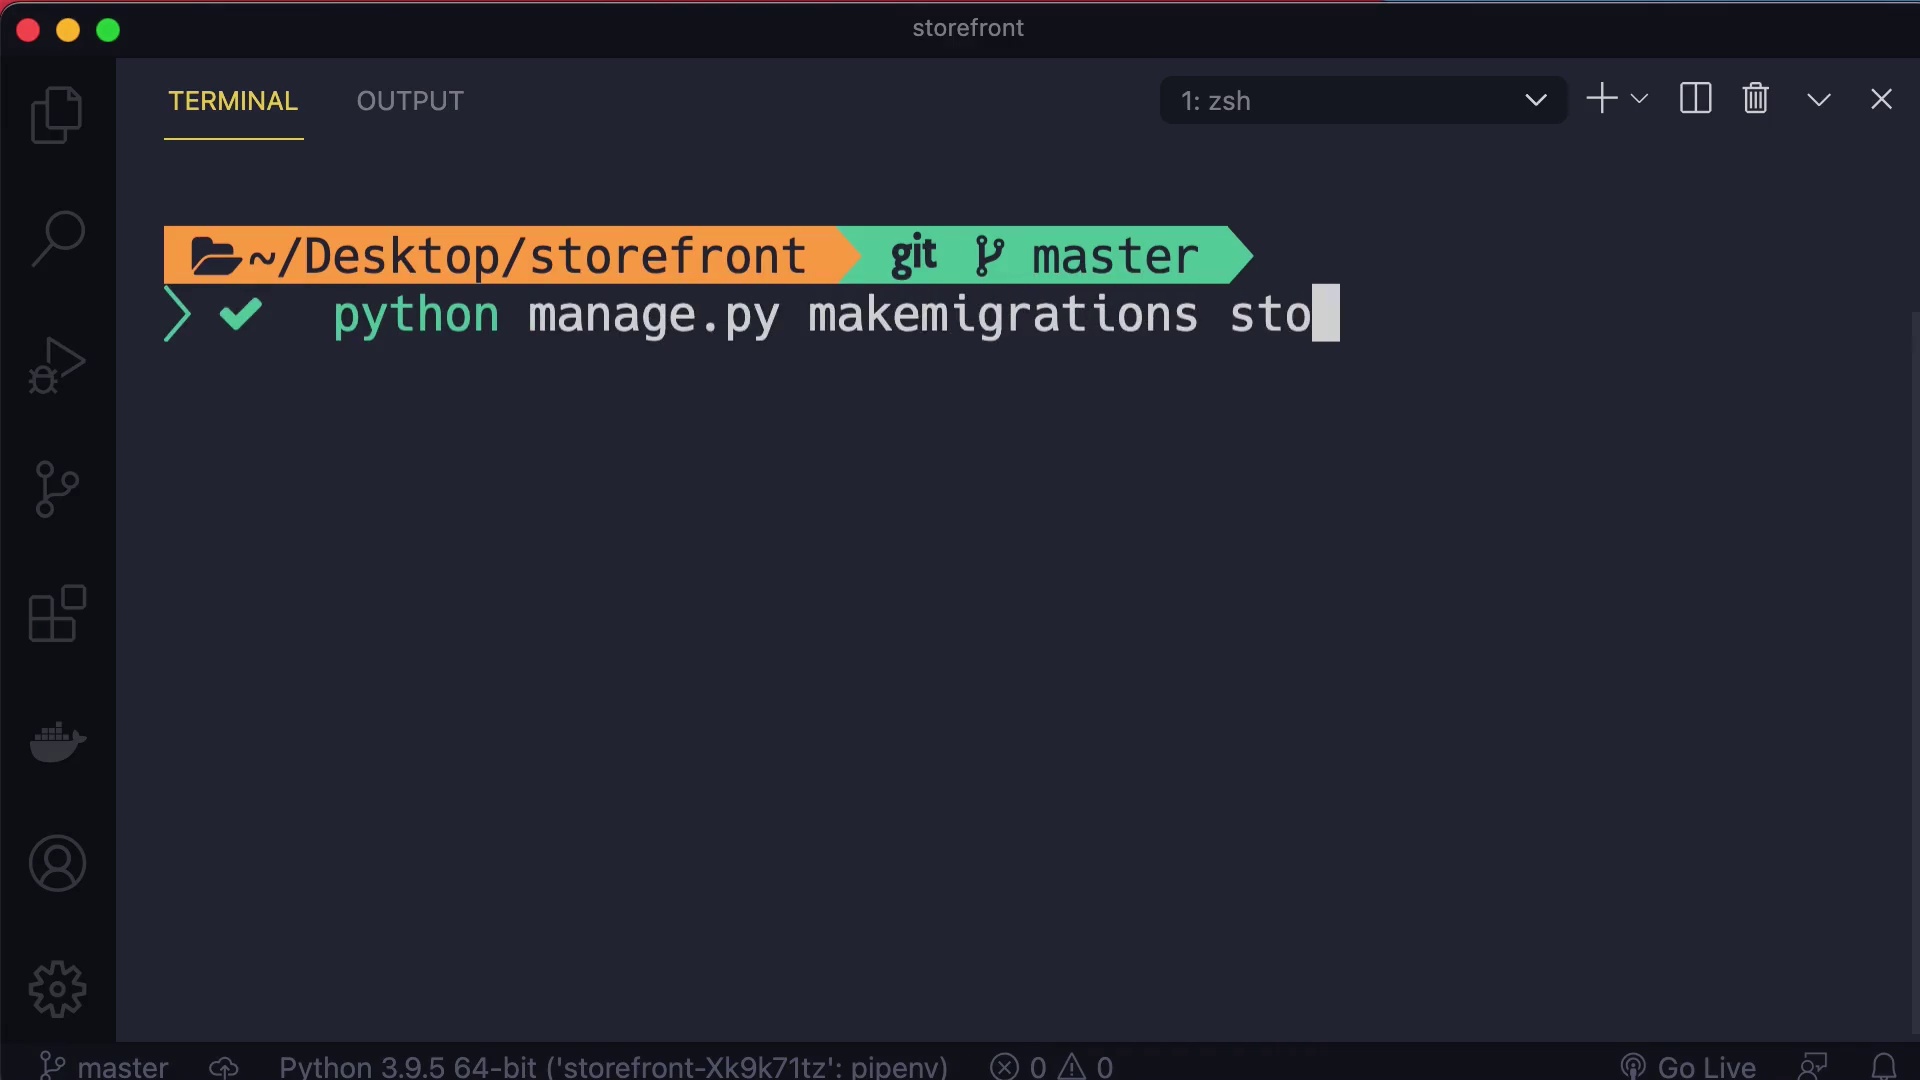 storefront
TERMINAL OUTPUT 1: zsh
~/Desktop/storefront git master
python manage.py makemigrations sto
master Python 3.9.5 64-bit ('storefront-Xk9k71tz': pipenv) 0 0 Go Live